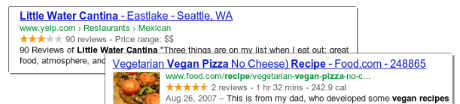 Little Water Cantina - Eastlake - Seattle, WA
www.yelp.com › Restaurants › Mexican
90 reviews - Price range: $$
90 Reviews of Little Water Cantina "Three things are on my list when I eat out: great
food, atmosphere, and
Vegetarian Vegan Pizza No Cheese) Recipe - Food.com - 248865
www.food.com/recipe/vegetarian-vegan-pizza-no-c...
2 reviews - 1 hr 32 mins - 242.9 cal
Aug 26, 2007 – This is from my dad, who developed some vegan recipes